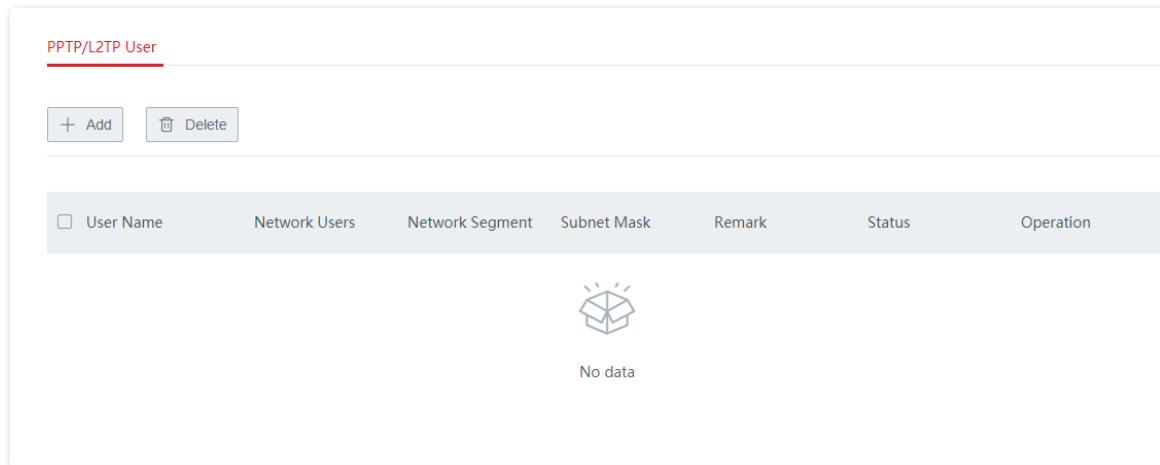 PPTP/L2TP User
Add Delete
User Name Network Users Network Segment Subnet Mask Remark Status Operation
No data